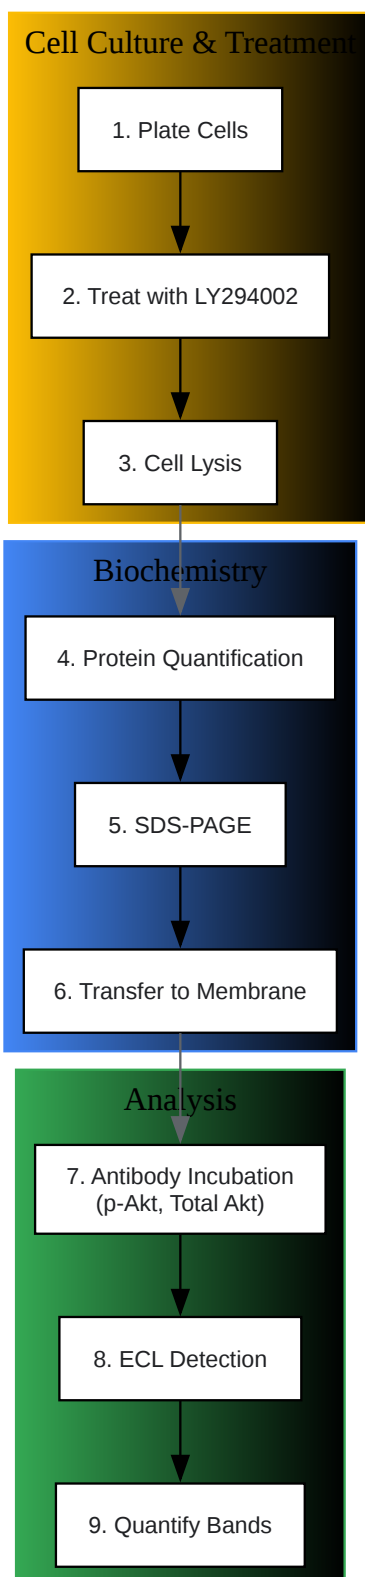 Cell Culture & Treatment
1. Plate Cells
2. Treat with LY294002
3. Cell Lysis
Biochemistry
4. Protein Quantification
5. SDS-PAGE
6. Transfer to Membrane
Analysis
7. Antibody Incubation
(p-Akt, Total Akt)
8. ECL Detection
9. Quantify Bands